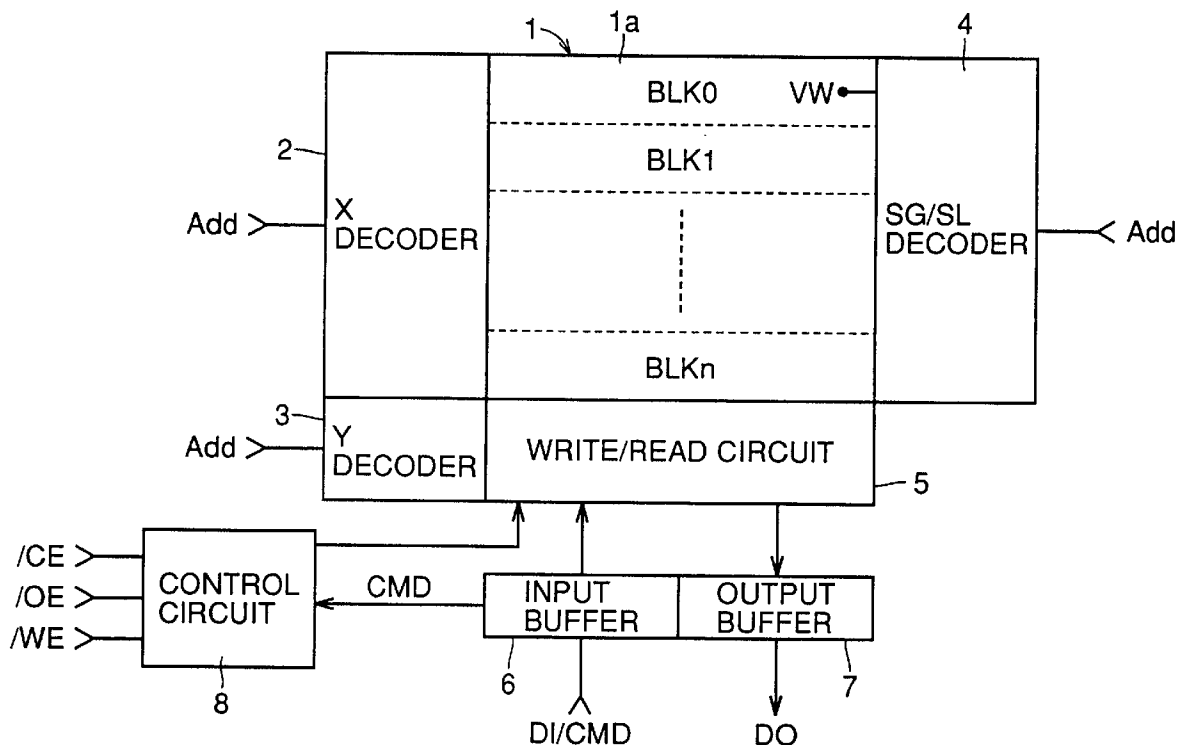 1
1a
4
BLK0
VW
2
BLK1
Add
X
DECODER
SG/SL
DECODER
Add
BLKn
3
Add
Y
DECODER
WRITE/READ CIRCUIT
5
/CE
/OE
/WE
CONTROL
CIRCUIT
CMD
INPUT
BUFFER
OUTPUT
BUFFER
8
6
7
DI/CMD
DO